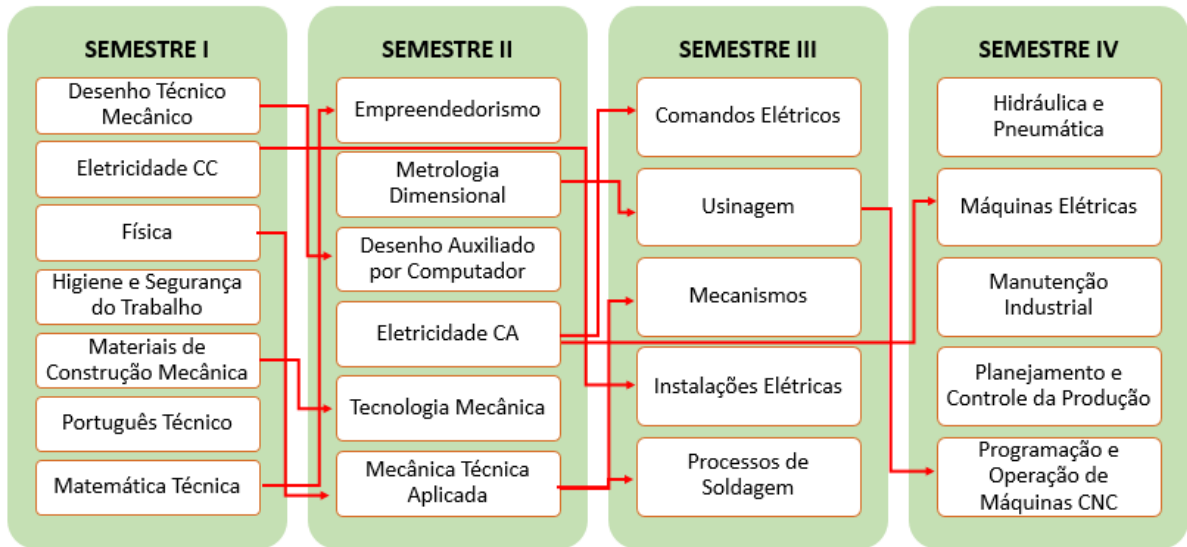 SEMESTRE I
Desenho Técnico
Mecânico
Eletricidade CC
Física
Higiene e Segurança
do Trabalho
Materiais de
Construção Mecânica
Português Técnico
Matemática Técnica
SEMESTRE II
Empreendedorismo
Metrologia
Dimensional
Desenho Auxiliado
por Computador
Eletricidade CA
Tecnologia Mecânica
Mecânica Técnica
Aplicada
SEMESTRE III
Comandos Elétricos
Usinagem
Mecanismos
Instalações Elétricas
Processos de
Soldagem
SEMESTRE IV
Hidráulica e
Pneumática
Máquinas Elétricas
Manutenção
Industrial
Planejamento e
Controle da Produção
Programação e
Operação de
Máquinas CNC